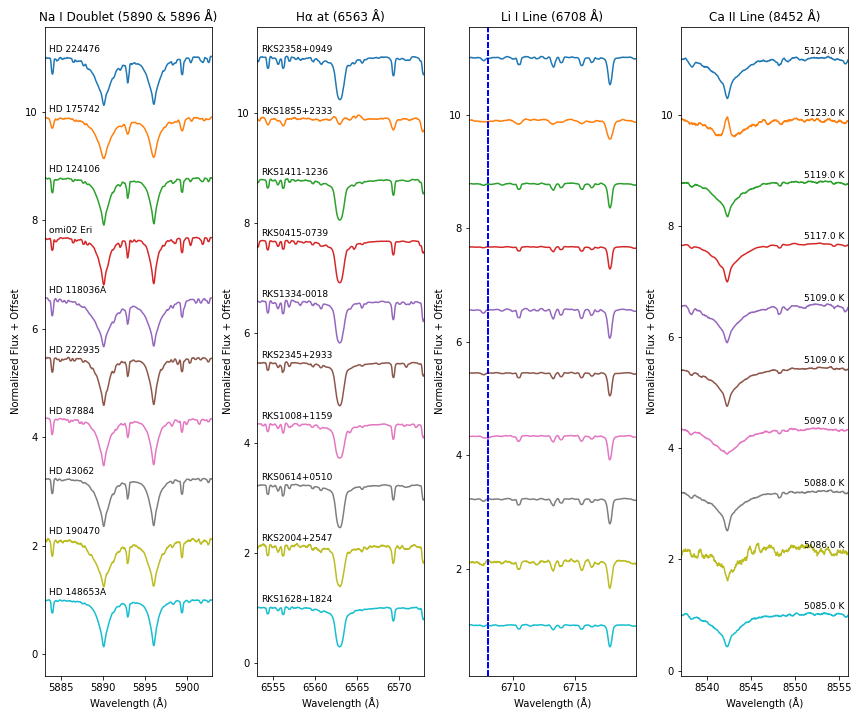 Na I Doublet (5890 & 5896 Å)
Normalized Flux + Offset
10
8
6
4
2
0
HD 224476
HD 175742
HD 124106
omi02 Eri
HD 118036A
HD 222935
HD 87884
HD 43062
HD 190470
HD 148653A
5885
5890
5895
5900
Wavelength (Å)
Hα at (6563 Å)
Normalized Flux + Offset
10
8
6
4
2
0
RKS2358+0949
RKS1855+2333
RKS1411-1236
RKS0415-0739
RKS1334-0018
RKS2345+2933
RKS1008+1159
RKS0614+0510
RKS2004+2547
RKS1628+1824
6555
6560
6565
6570
Wavelength (Å)
Li I Line (6708 Å)
Normalized Flux + Offset
10
8
6
4
2
6710
6715
Wavelength (Å)
Ca II Line (8452 Å)
Normalized Flux + Offset
10
8
6
4
2
0
5124.0 K
5123.0 K
5119.0 K
5117.0 K
5109.0 K
5109.0 K
5097.0 K
5088.0 K
5086.0 K
5085.0 K
8540
8545
8550
8555
Wavelength (Å)